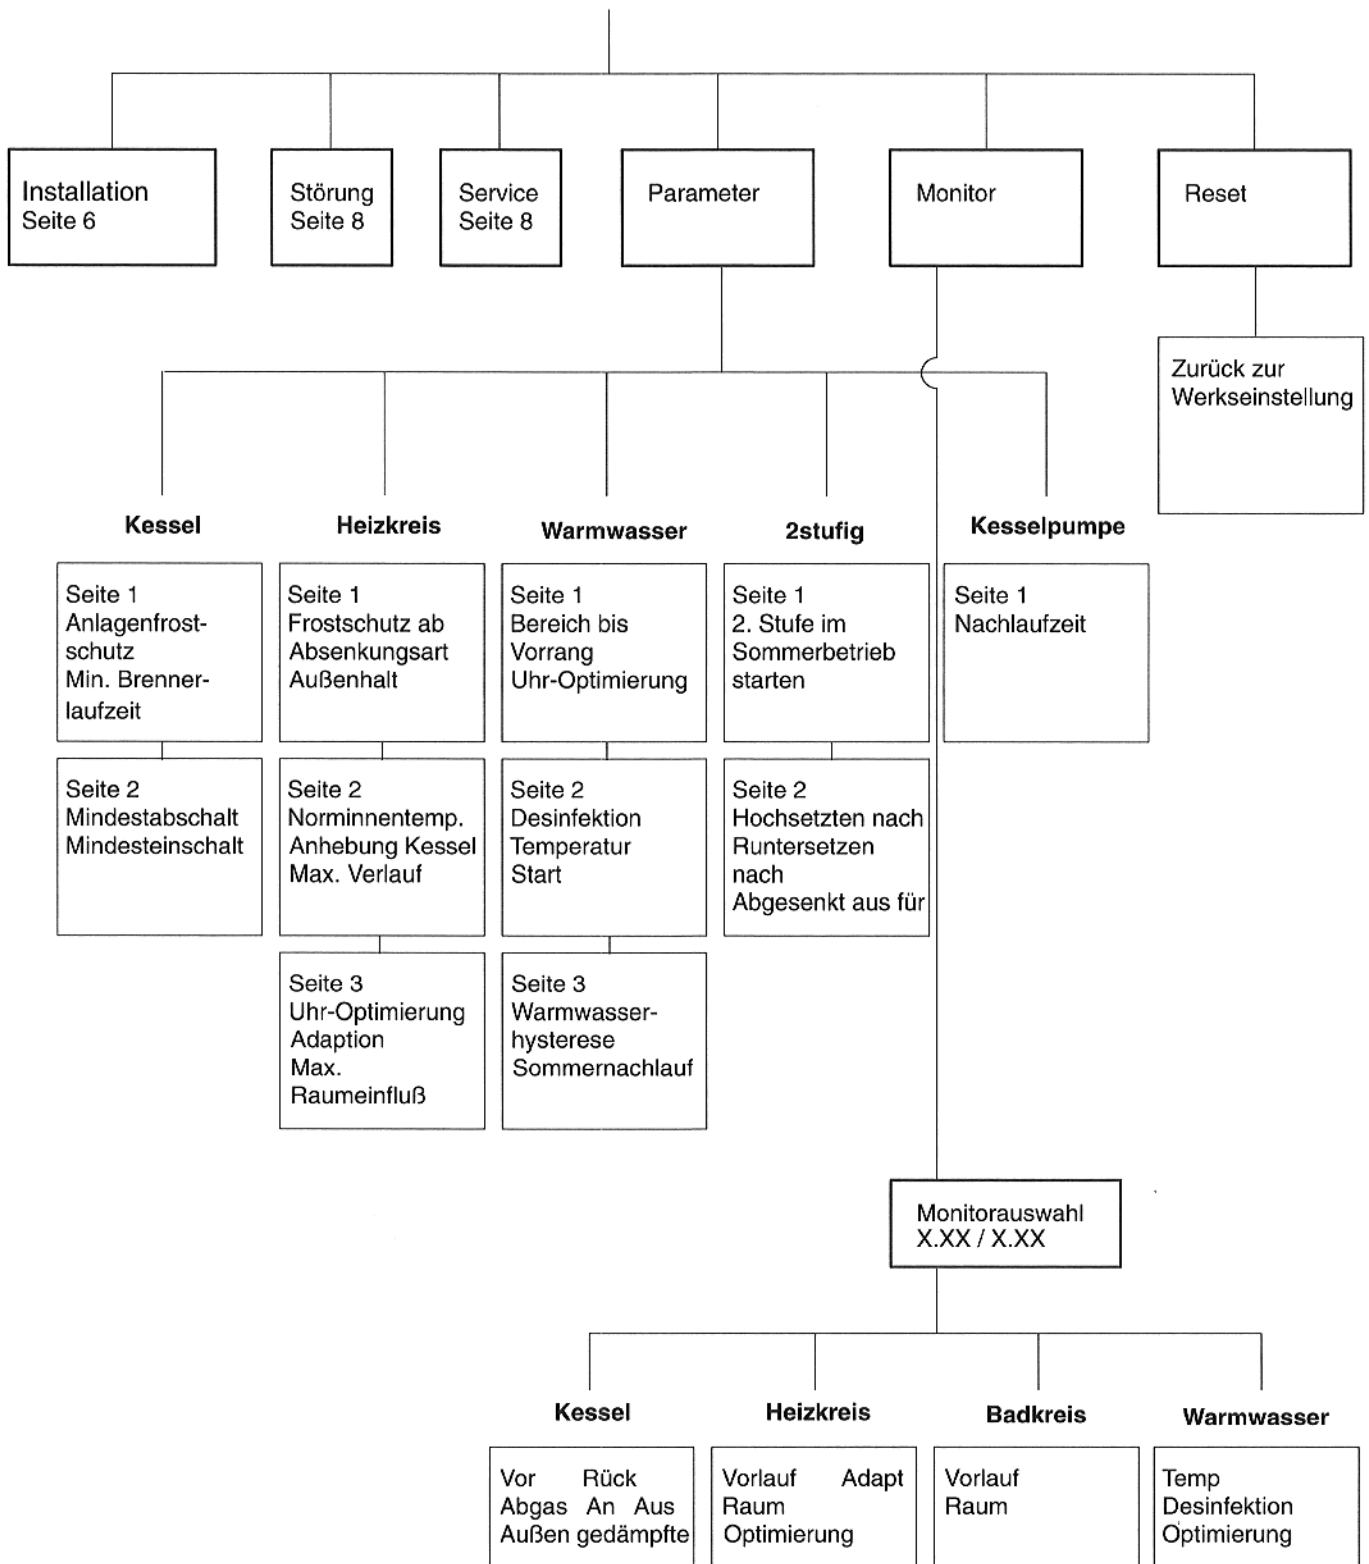 Installation
Seite 6
Störung
Seite 8
Service
Seite 8
Parameter
Monitor
Reset
Zurück zur
Werkseinstellung
Kessel
Seite 1
Anlagenfrost-
schutz
Min. Brenner-
laufzeit
Seite 2
Mindestabschalt
Mindesteinschalt
Heizkreis
Seite 1
Frostschutz ab
Absenkungsart
Außenhalt
Seite 2
Norminnentemp.
Anhebung Kessel
Max. Verlauf
Seite 3
Uhr-Optimierung
Adaption
Max.
Raumeinfluß
Warmwasser
Seite 1
Bereich bis
Vorrang
Uhr-Optimierung
Seite 2
Desinfektion
Temperatur
Start
Seite 3
Warmwasser-
hysterese
Sommernachlauf
2stufig
Seite 1
2. Stufe im
Sommerbetrieb
starten
Seite 2
Hochsetzten nach
Runtersetzen
nach
Abgesenkt aus für
Kesselpumpe
Seite 1
Nachlaufzeit
Monitorauswahl
X.XX / X.XX
Kessel
Vor Rück
Abgas An Aus
Außen gedämpfte
Heizkreis
Vorlauf Adapt
Raum
Optimierung
Badkreis
Vorlauf
Raum
Warmwasser
Temp
Desinfektion
Optimierung